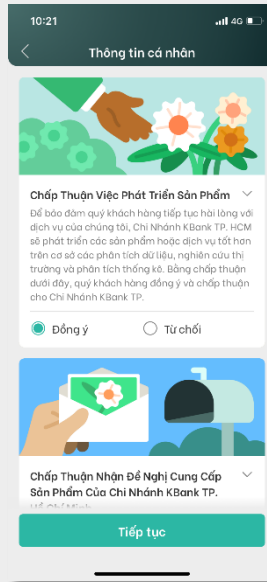 10:21
4G
Thông tin cá nhân
Chấp Thuận Việc Phát Triển Sản Phẩm
Để bảo đảm quý khách hàng tiếp tục hài lòng với
dịch vụ của chúng tôi, Chi Nhánh KBank TP. HCM
sẽ phát triển các sản phẩm hoặc dịch vụ tốt hơn
trên cơ sở các phân tích dữ liệu, nghiên cứu thị
trường và phân tích thống kê. Bằng chấp thuận
dưới đây, quý khách hàng đồng ý và chấp thuận
cho Chi Nhánh KBank TP.
Đồng ý
Từ chối
Chấp Thuận Nhận Đề Nghị Cung Cấp
Sản Phẩm Của Chi Nhánh KBank TP.
Hồ Chí Minh
Tiếp tục